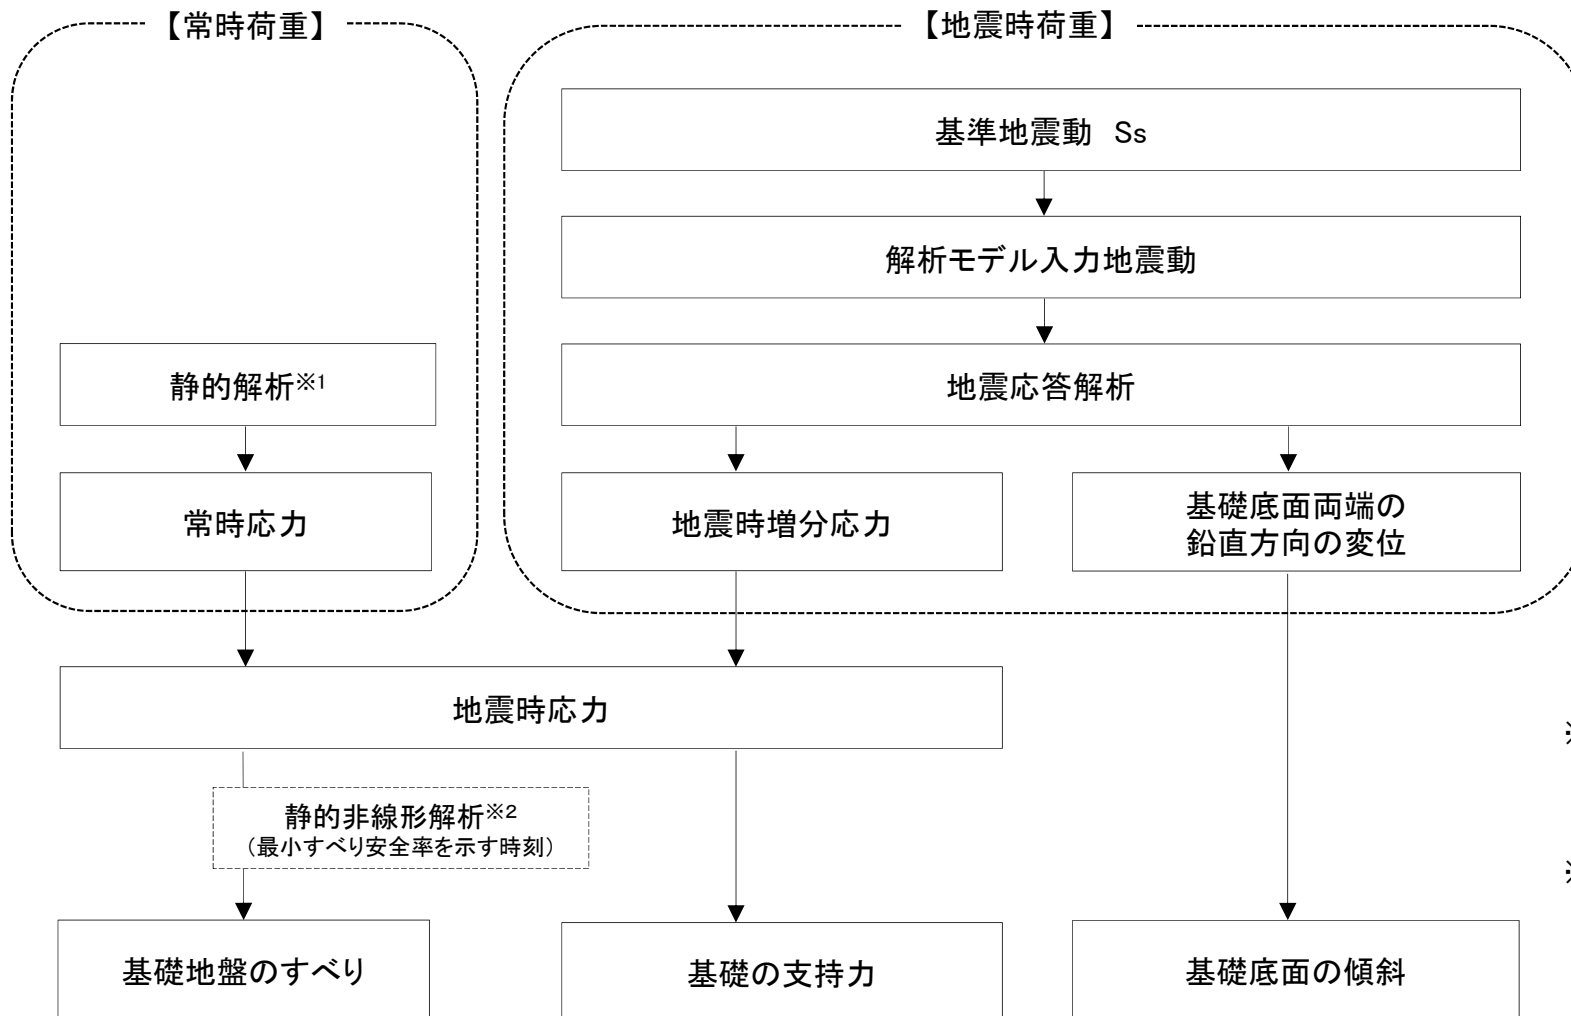 【常時荷重】
【地震時荷重】
基準地震動 Ss
解析モデル入力地震動
静的解析※1
地震応答解析
常時応力
地震時増分応力
基礎底面両端の
鉛直方向の変位
地震時応力
※
静的非線形解析※2
（最小すべり安全率を示す時刻）
※
基礎地盤のすべり
基礎の支持力
基礎底面の傾斜